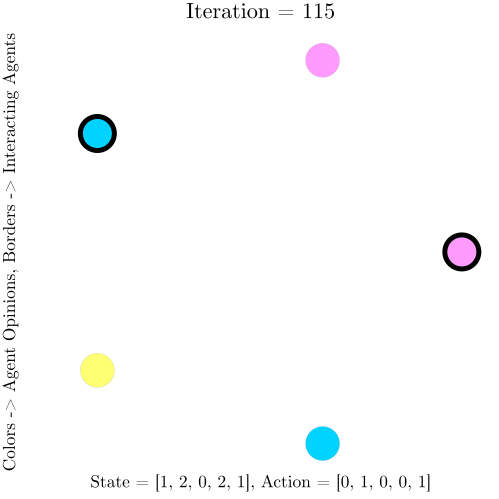 Iteration = 115
Colors -> Agent Opinions, Borders -> Interacting Agents
State = [1, 2, 0, 2, 1], Action = [0, 1, 0, 0, 1]